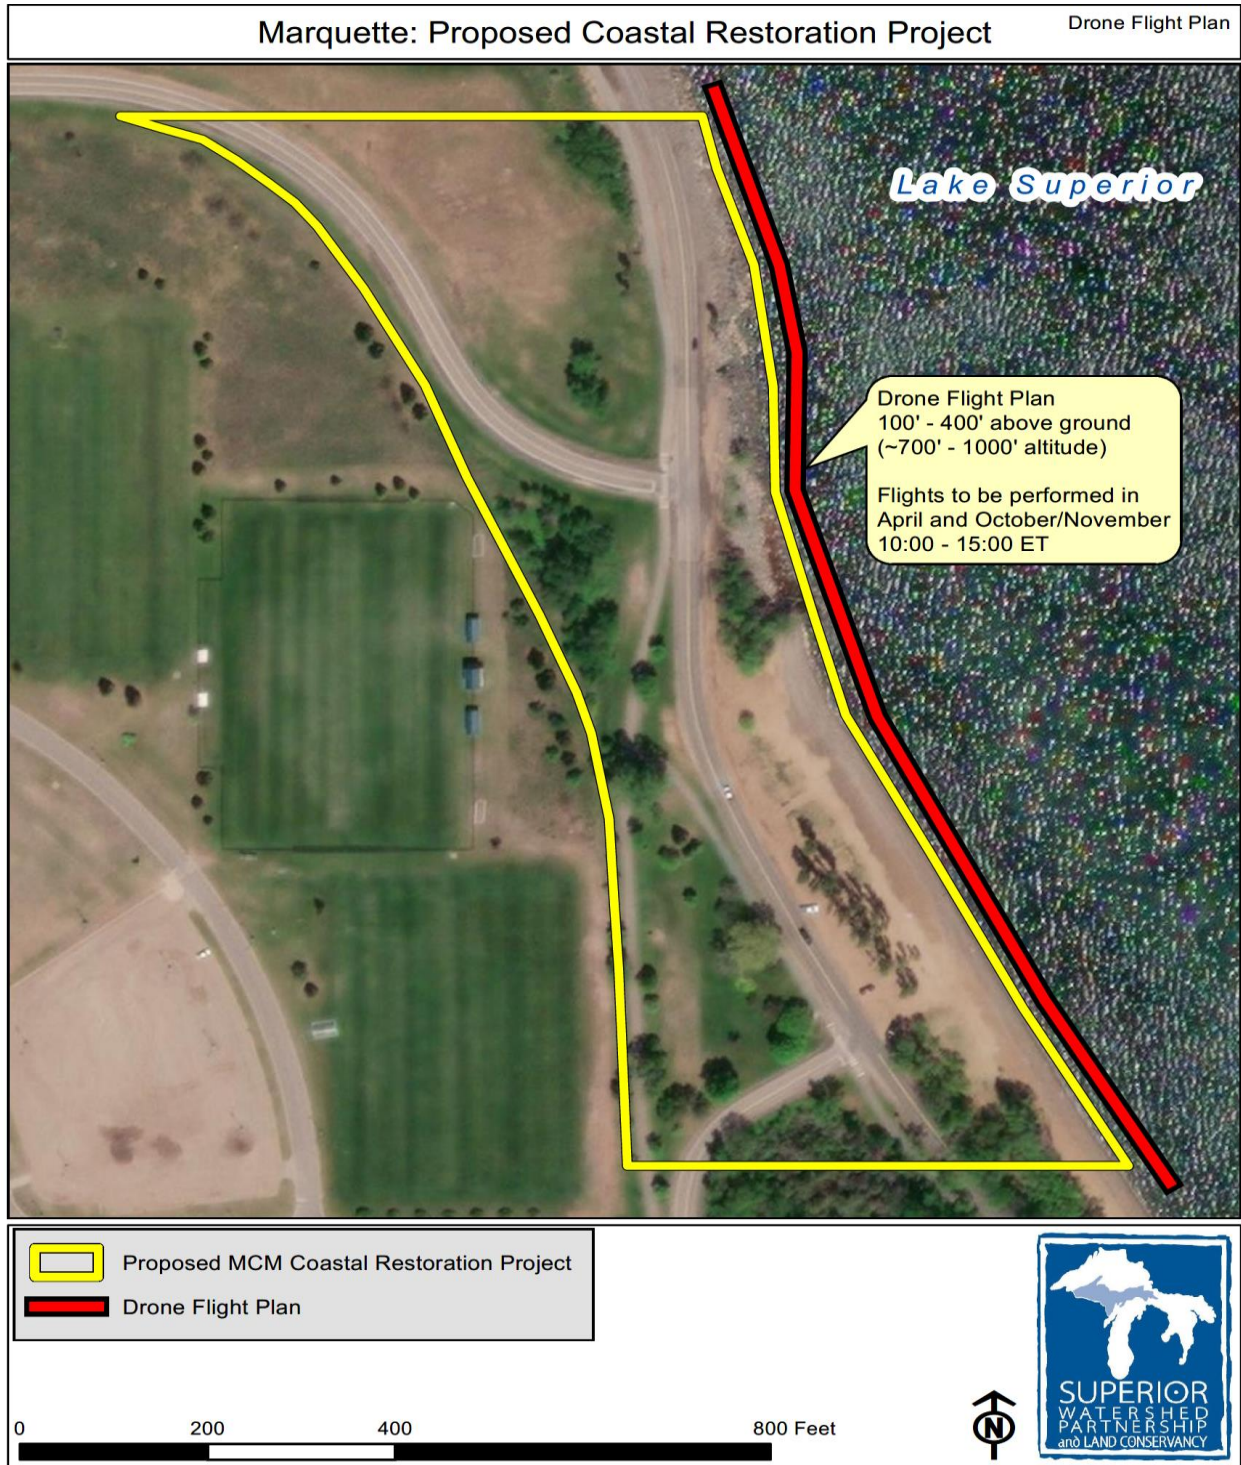 Marquette: Proposed Coastal Restoration Project
Drone Flight Plan
Lake Superior
Drone Flight Plan
100' - 400' above ground
(~700' - 1000' altitude)
Flights to be performed in
April and October/November
10:00 - 15:00 ET
Proposed MCM Coastal Restoration Project
Drone Flight Plan
0 200 400 800 Feet
N
SUPERIOR
WATERSHED
PARTNERSHIP
and LAND CONSERVANCY